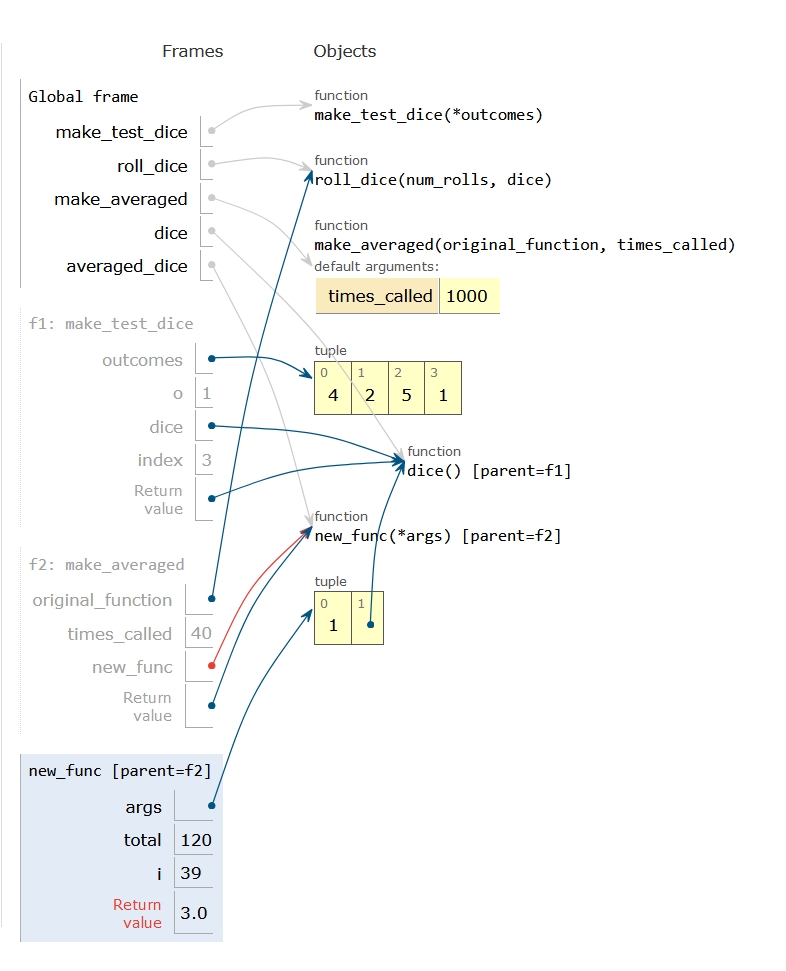 Frames Objects
Global frame
make_test_dice
roll_dice
make_averaged
dice
averaged_dice
function
make_test_dice(*outcomes)
function
roll_dice(num_rolls, dice)
function
make_averaged(original_function, times_called)
default arguments:
times_called 1000
f1: make_test_dice
outcomes
o 1
dice
index 3
Return
value
tuple
0 1 2 3
4 2 5 1
function
dice() [parent=f1]
function
new_func(*args) [parent=f2]
f2: make_averaged
original_function
times_called 40
new_func
Return
value
tuple
0 1
1
new_func [parent=f2]
args
total 120
i 39
Return
value 3.0